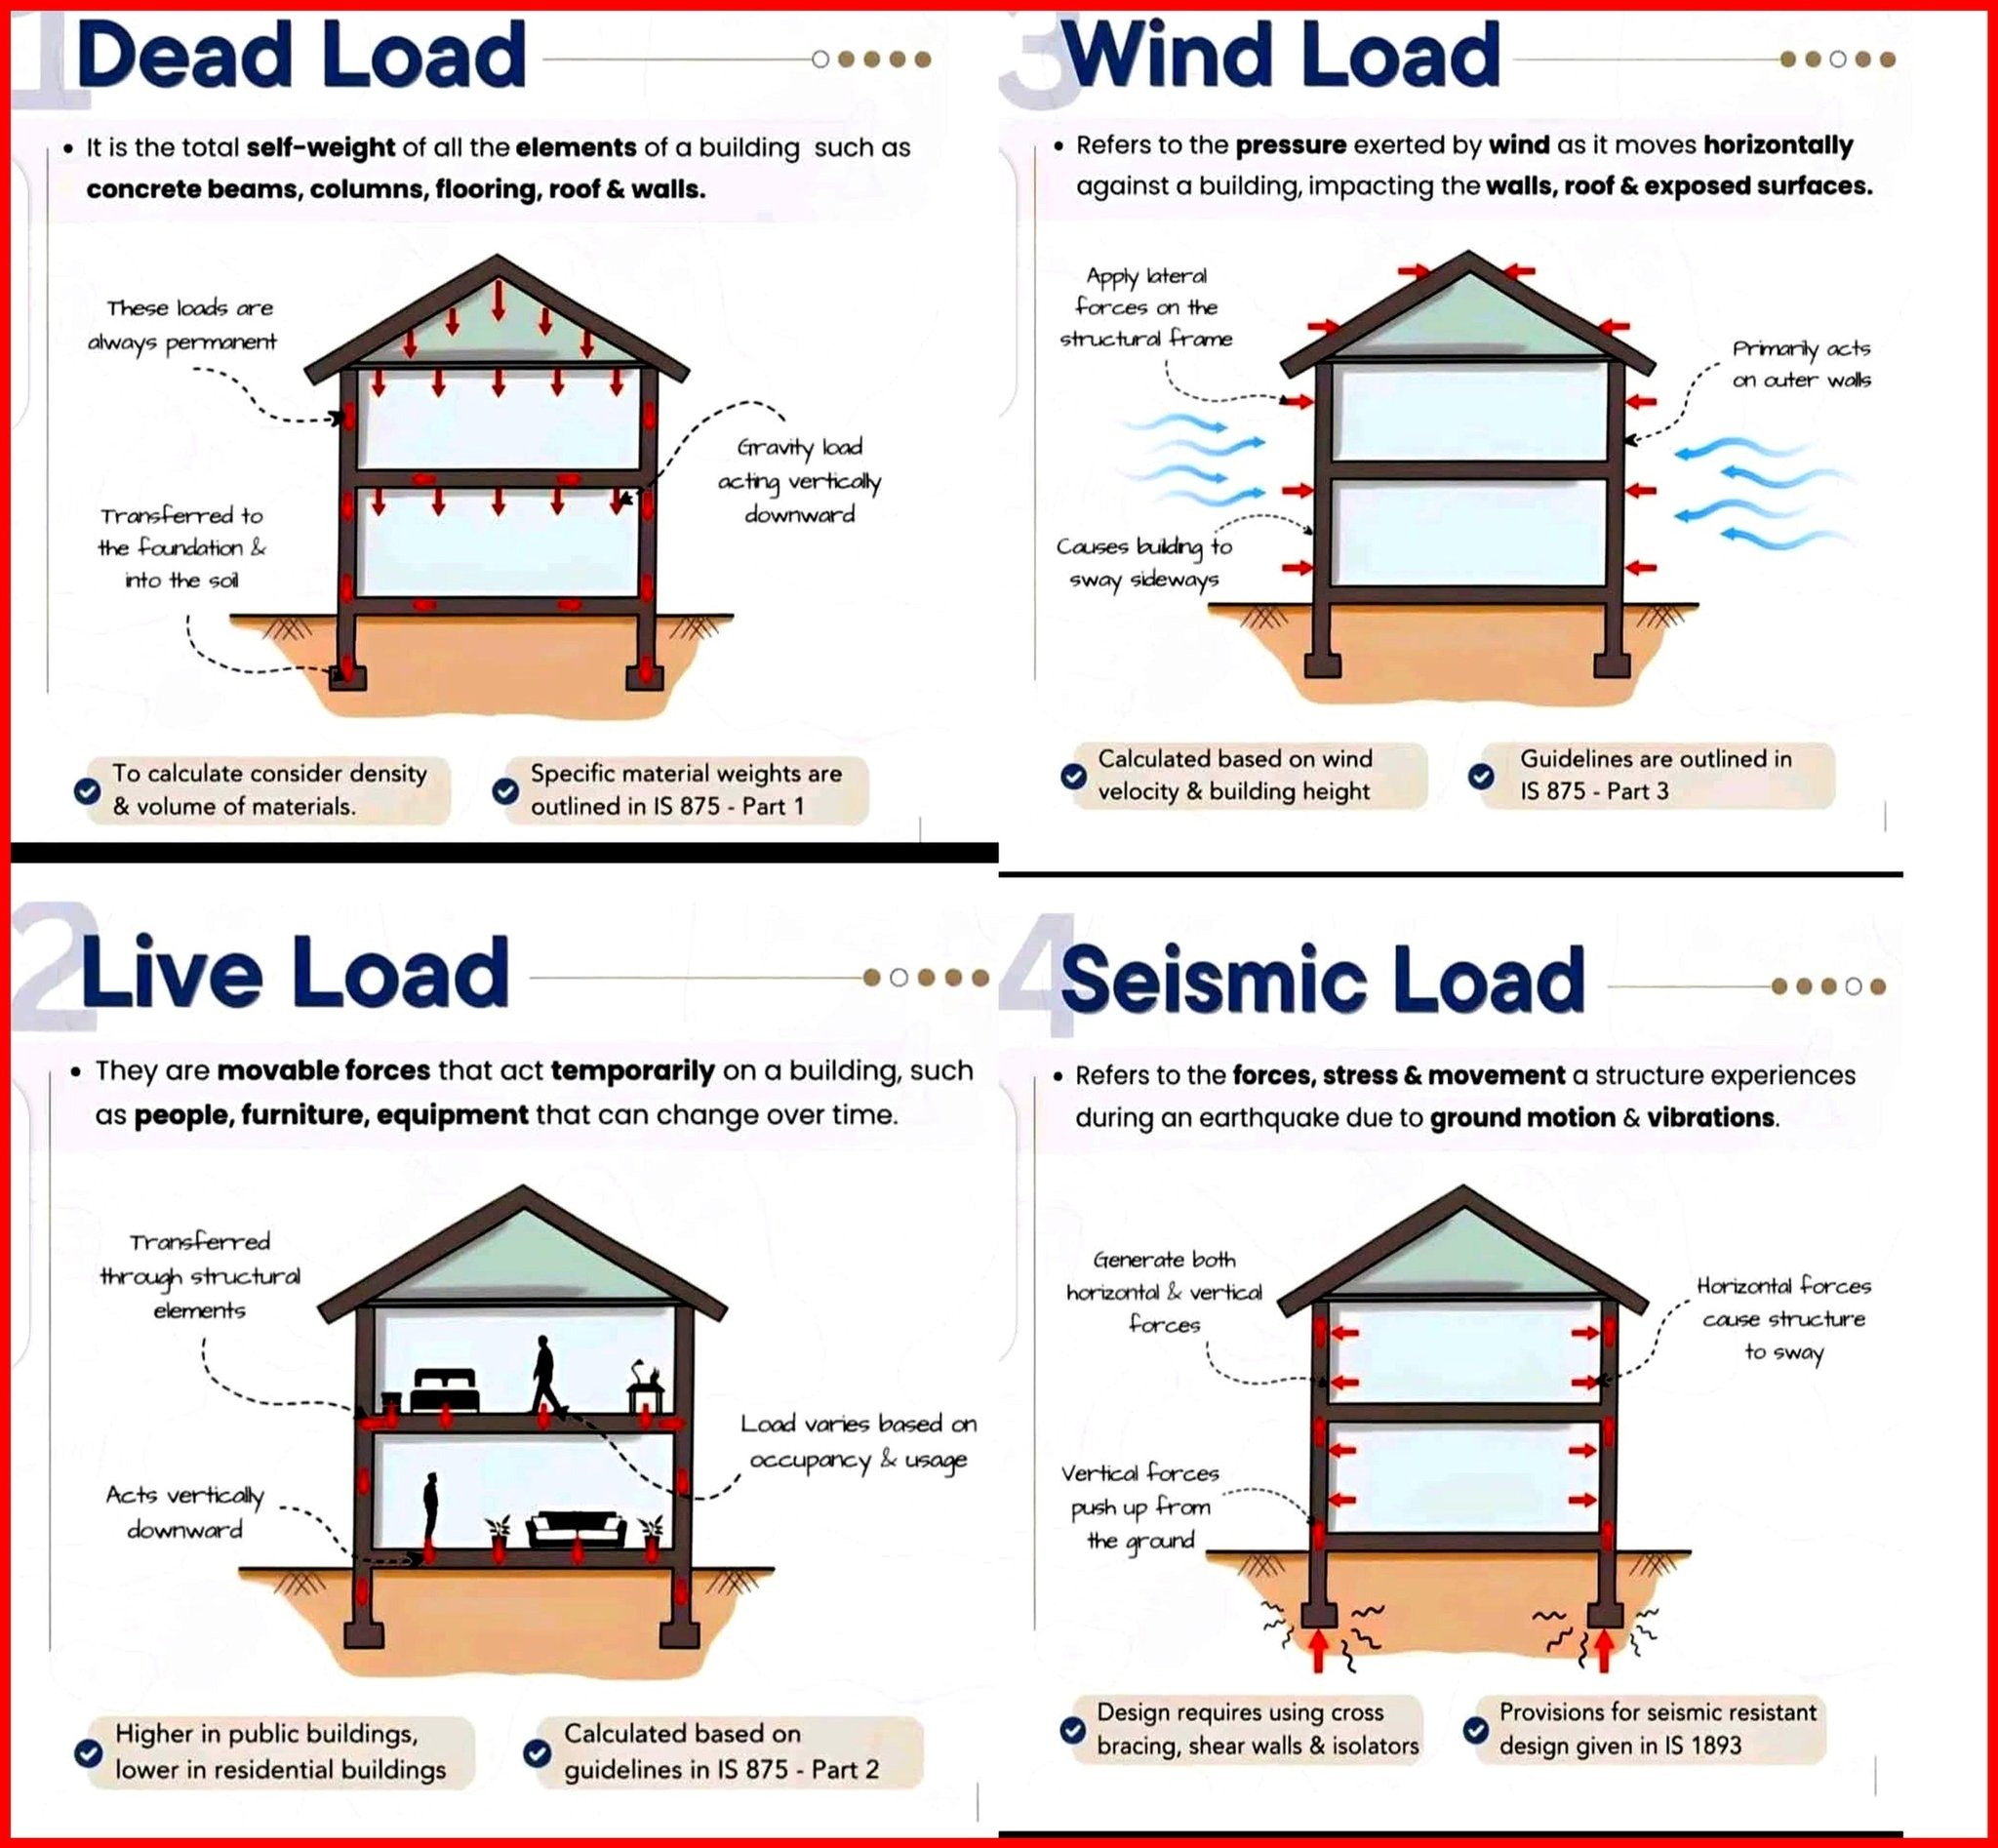 1
Dead Load
• It is the total self-weight of all the elements of a building such as
concrete beams, columns, flooring, roof & walls.
These loads are
always permanent
Gravity load
acting vertically
downward
Transferred to
the foundation &
into the soil
To calculate consider density
& volume of materials.
Specific material weights are
outlined in IS 875 - Part 1
3
Wind Load
• Refers to the pressure exerted by wind as it moves horizontally
against a building, impacting the walls, roof & exposed surfaces.
Apply lateral
forces on the
structural frame
Primarily acts
on outer walls
Causes building to
sway sideways
Calculated based on wind
velocity & building height
Guidelines are outlined in
IS 875 - Part 3
2
Live Load
• They are movable forces that act temporarily on a building, such
as people, furniture, equipment that can change over time.
Transferred
through structural
elements
Load varies based on
occupancy & usage
Acts vertically
downward
Higher in public buildings,
lower in residential buildings
Calculated based on
guidelines in IS 875 - Part 2
4
Seismic Load
• Refers to the forces, stress & movement a structure experiences
during an earthquake due to ground motion & vibrations.
Generate both
horizontal & vertical
forces
Horizontal forces
cause structure
to sway
Vertical forces
push up from
the ground
Design requires using cross
bracing, shear walls & isolators
Provisions for seismic resistant
design given in IS 1893